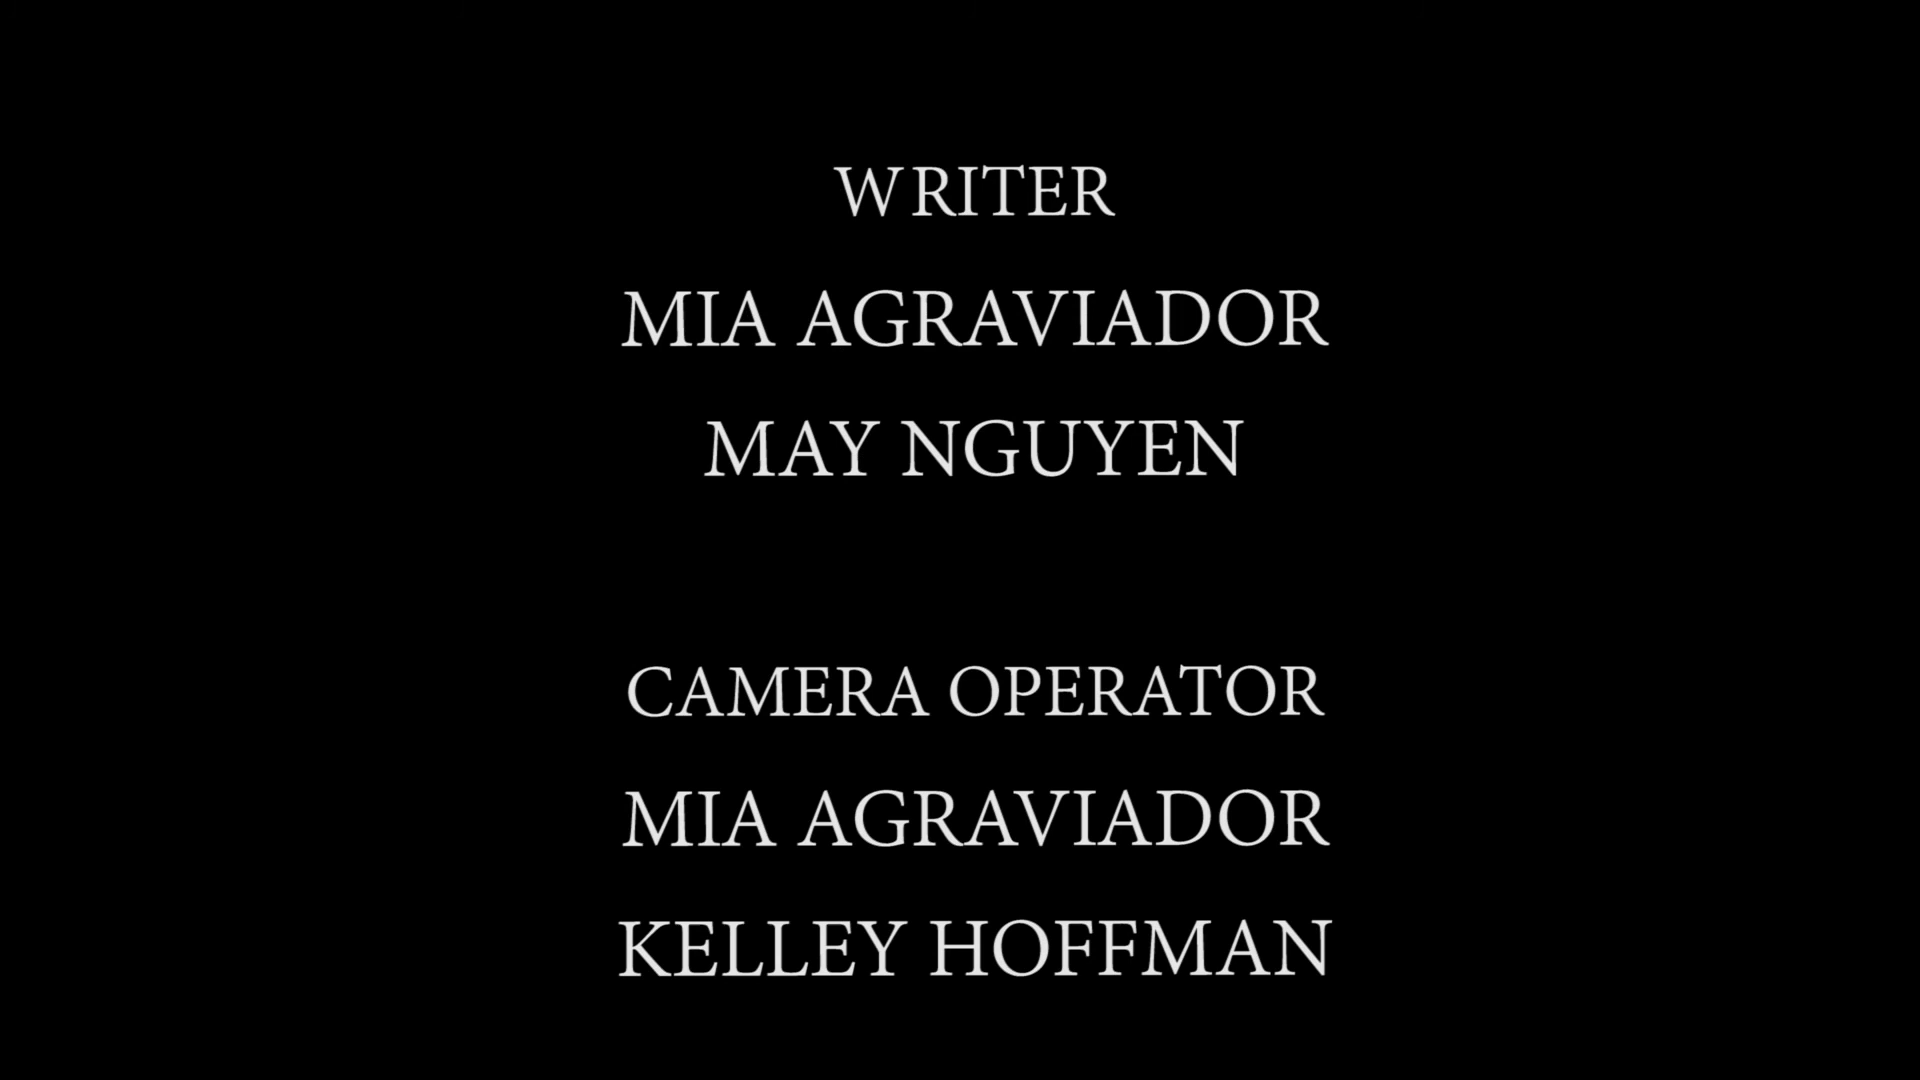 WRITER
MIA AGRAVIADOR
MAY NGUYEN
CAMERA OPERATOR
MIA AGRAVIADOR
KELLEY HOFFMAN